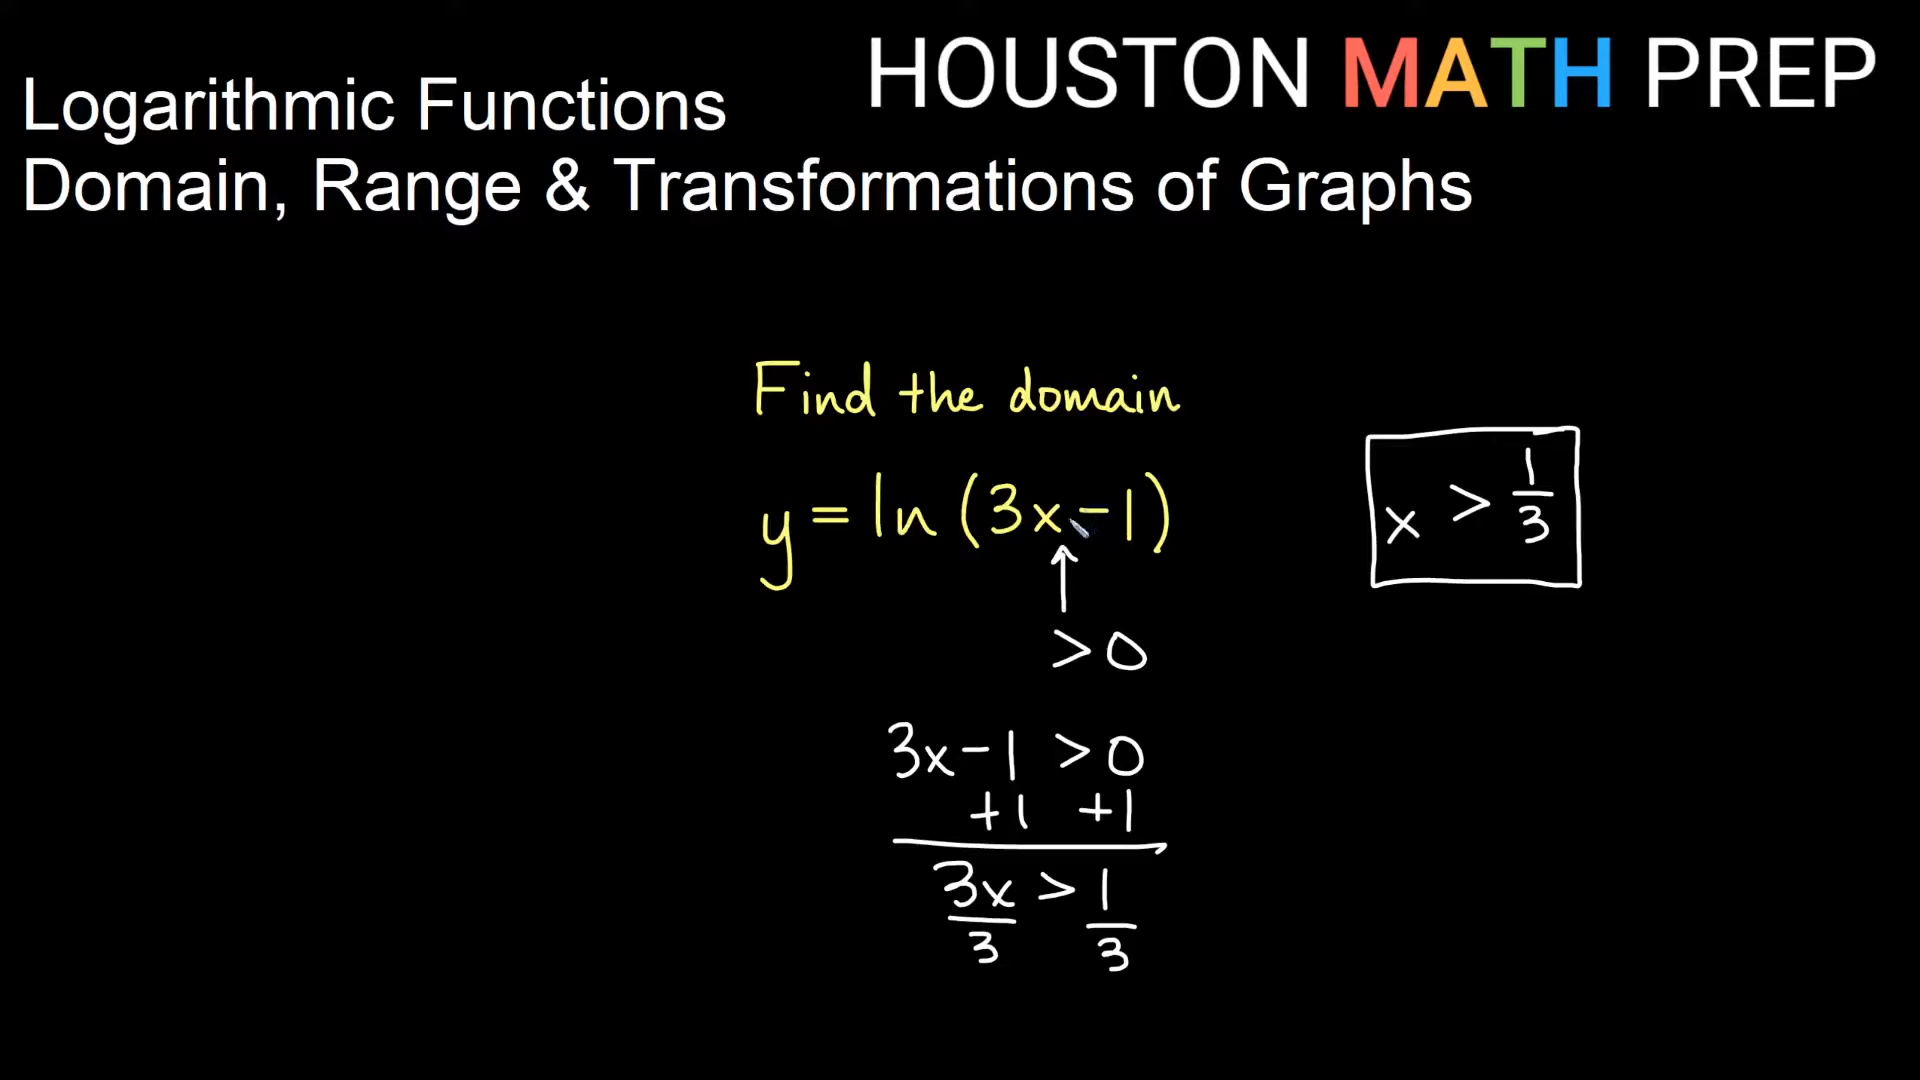 HOUSTON MATH PREP
Logarithmic Functions
Domain, Range & Transformations of Graphs
Find the domain
y = ln (3x-1)
x > 1/3
> 0
3x-1 > 0
+1 +1
3x/3 > 1/3